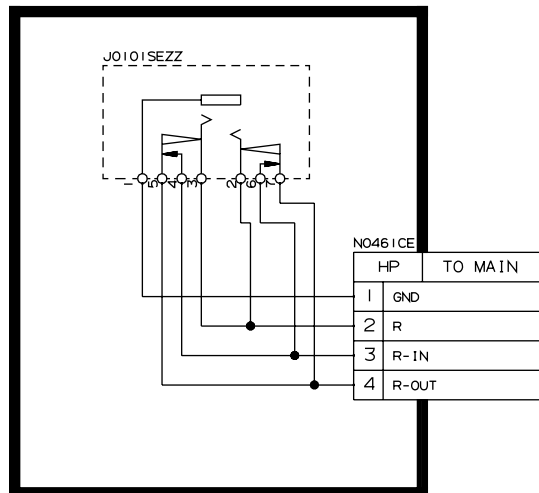 J0101SEZZ
1 5 4 3 2 6 7
N0461CE
HP TO MAIN
1 GND
2 R
3 R-IN
4 R-OUT